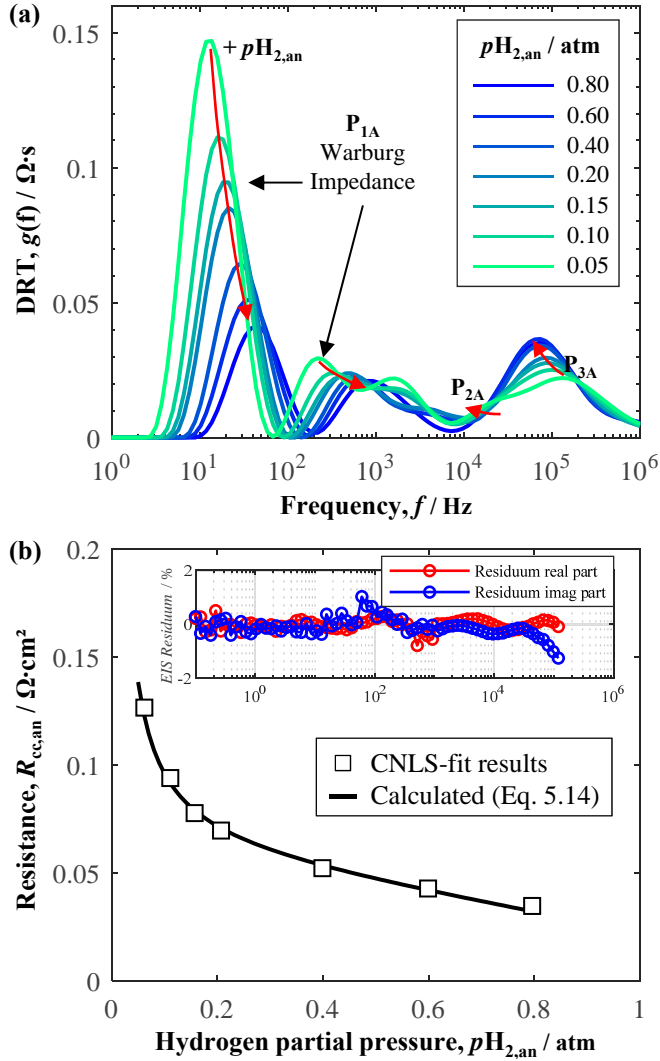 (a)
0.15
0.1
0.05
0
DRT, g(f) / Ω·s
+ pH2,an
P1A
Warburg
Impedance
pH2,an / atm
0.80
0.60
0.40
0.20
0.15
0.10
0.05
P2A
P3A
10^0 10^1 10^2 10^3 10^4 10^5 10^6
Frequency, f / Hz
(b)
0.2
0.15
0.1
0.05
0
Resistance, Rcc,an / Ω·cm²
2
0
-2
EIS Residuum / %
Residuum real part
Residuum imag part
10^0 10^2 10^4 10^6
CNLS-fit results
Calculated (Eq. 5.14)
0 0.2 0.4 0.6 0.8 1
Hydrogen partial pressure, pH2,an / atm